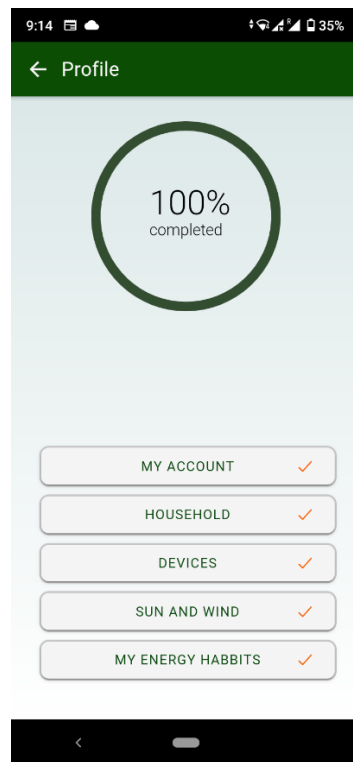 9:14 R 35%
Profile
100%
completed
MY ACCOUNT
HOUSEHOLD
DEVICES
SUN AND WIND
MY ENERGY HABBITS